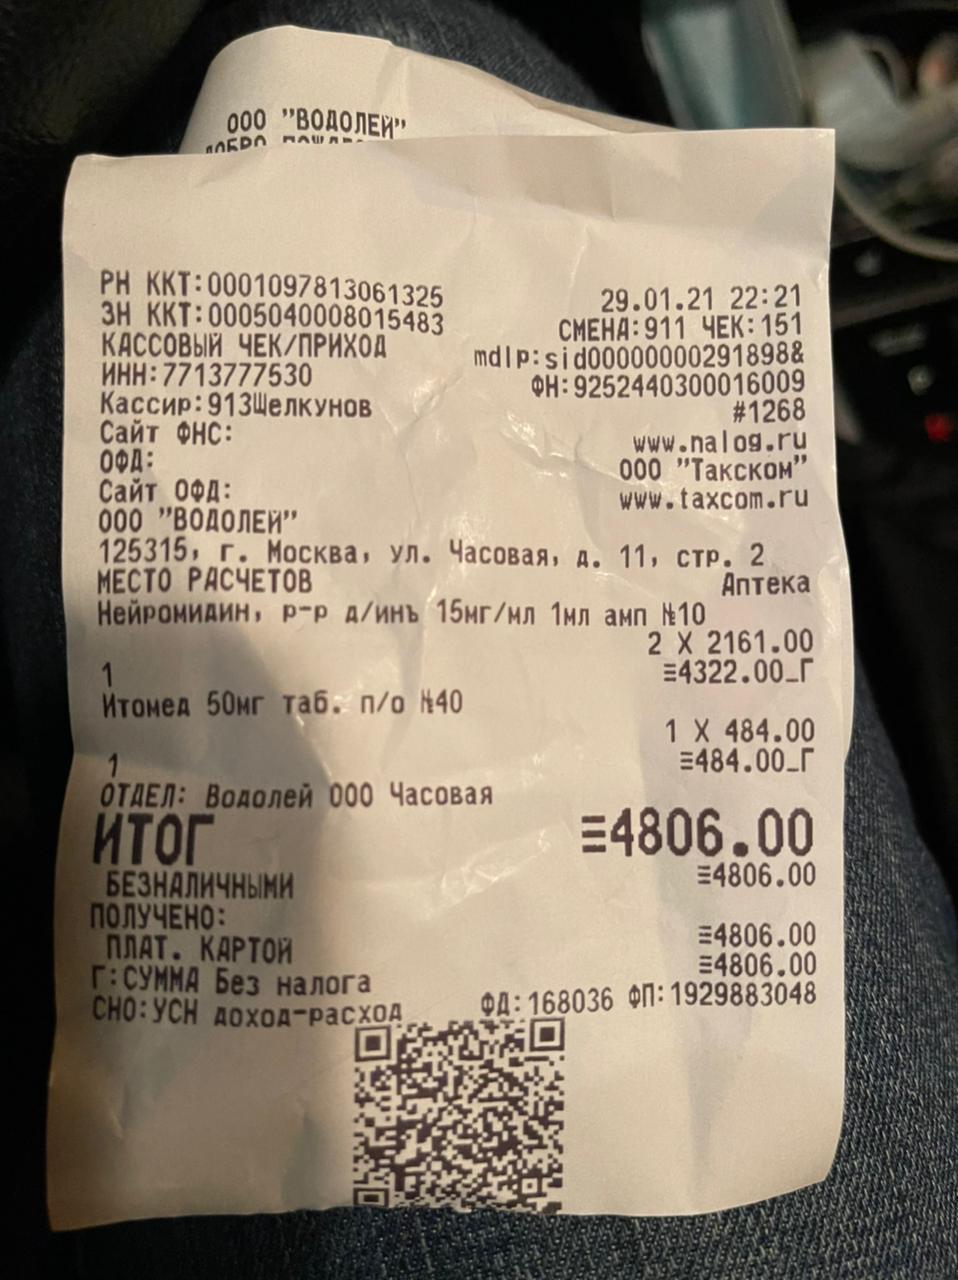 ООО "ВОДОЛЕЙ"
ДОБРО
РН ККТ:0001097813061325 29.01.21 22:21
ЗН ККТ:0005040008015483 СМЕНА:911 ЧЕК:151
КАССОВЫЙ ЧЕК/ПРИХОД mdlp:sid00000000291898&
ИНН:7713777530 ФН:9252440300016009
Кассир:913Шелкунов #1268
Сайт ФНС: www.nalog.ru
ОФД: ООО "Такском"
Сайт ОФД: www.taxcom.ru
ООО "ВОДОЛЕЙ"
125315, г. Москва, ул. Часовая, д. 11, стр. 2
МЕСТО РАСЧЕТОВ Аптека
Нейромидин, р-р д/инъ 15мг/мл 1мл амп №10
2 X 2161.00
1 ≡4322.00_Г
Итомед 50мг таб. п/о №40
1 X 484.00
1 ≡484.00_Г
ОТДЕЛ: Водолей ООО Часовая
ИТОГ ≡4806.00
БЕЗНАЛИЧНЫМИ ≡4806.00
ПОЛУЧЕНО:
ПЛАТ. КАРТОЙ ≡4806.00
Г:СУММА Без налога ≡4806.00
СНО:УСН доход-расход ФД:168036 ФП:1929883048